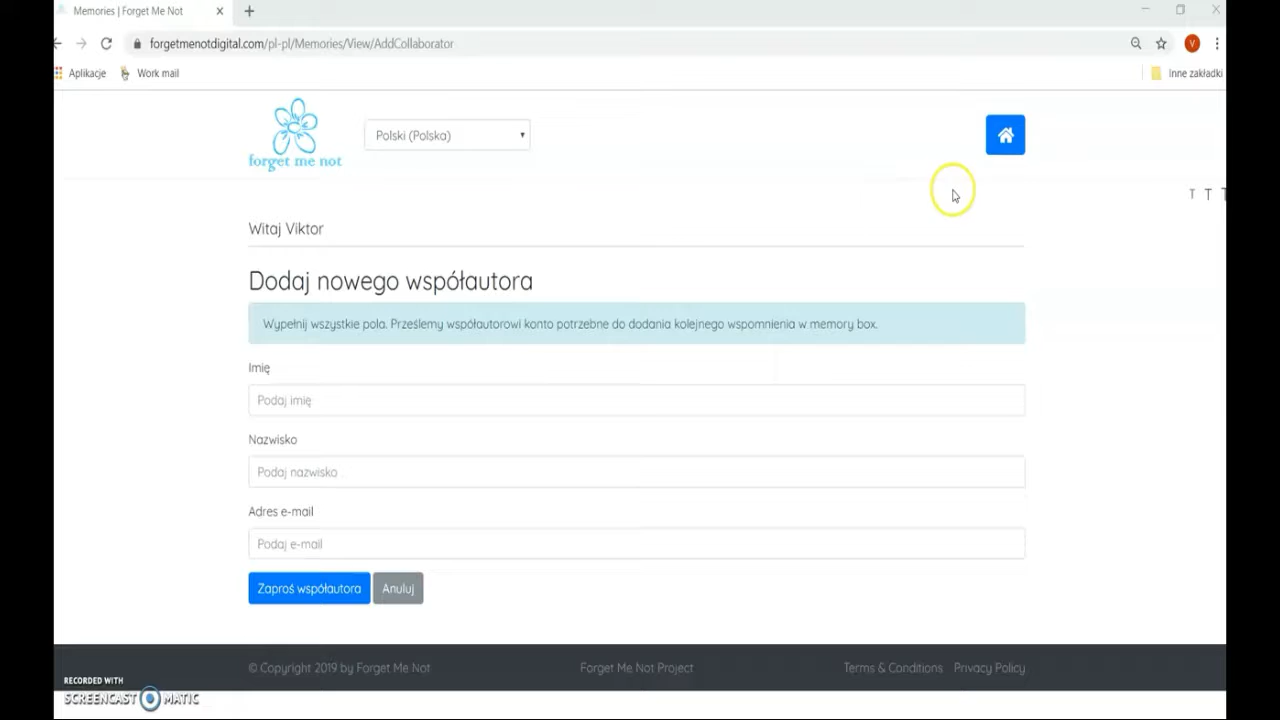 Memories | Forget Me Not
forgetmenotdigital.com/pl-pl/Memories/View/AddCollaborator
V
Aplikacje Work mail Inne zakładki
forget me not
Polski (Polska)
T T T
Witaj Viktor
Dodaj nowego współautora
Wypełnij wszystkie pola. Prześlemy współautorowi konto potrzebne do dodania kolejnego wspomnienia w memory box.
Imię
Podaj imię
Nazwisko
Podaj nazwisko
Adres e-mail
Podaj e-mail
Zaproś współautora Anuluj
© Copyright 2019 by Forget Me Not Forget Me Not Project Terms & Conditions Privacy Policy
RECORDED WITH
SCREENCAST MATIC